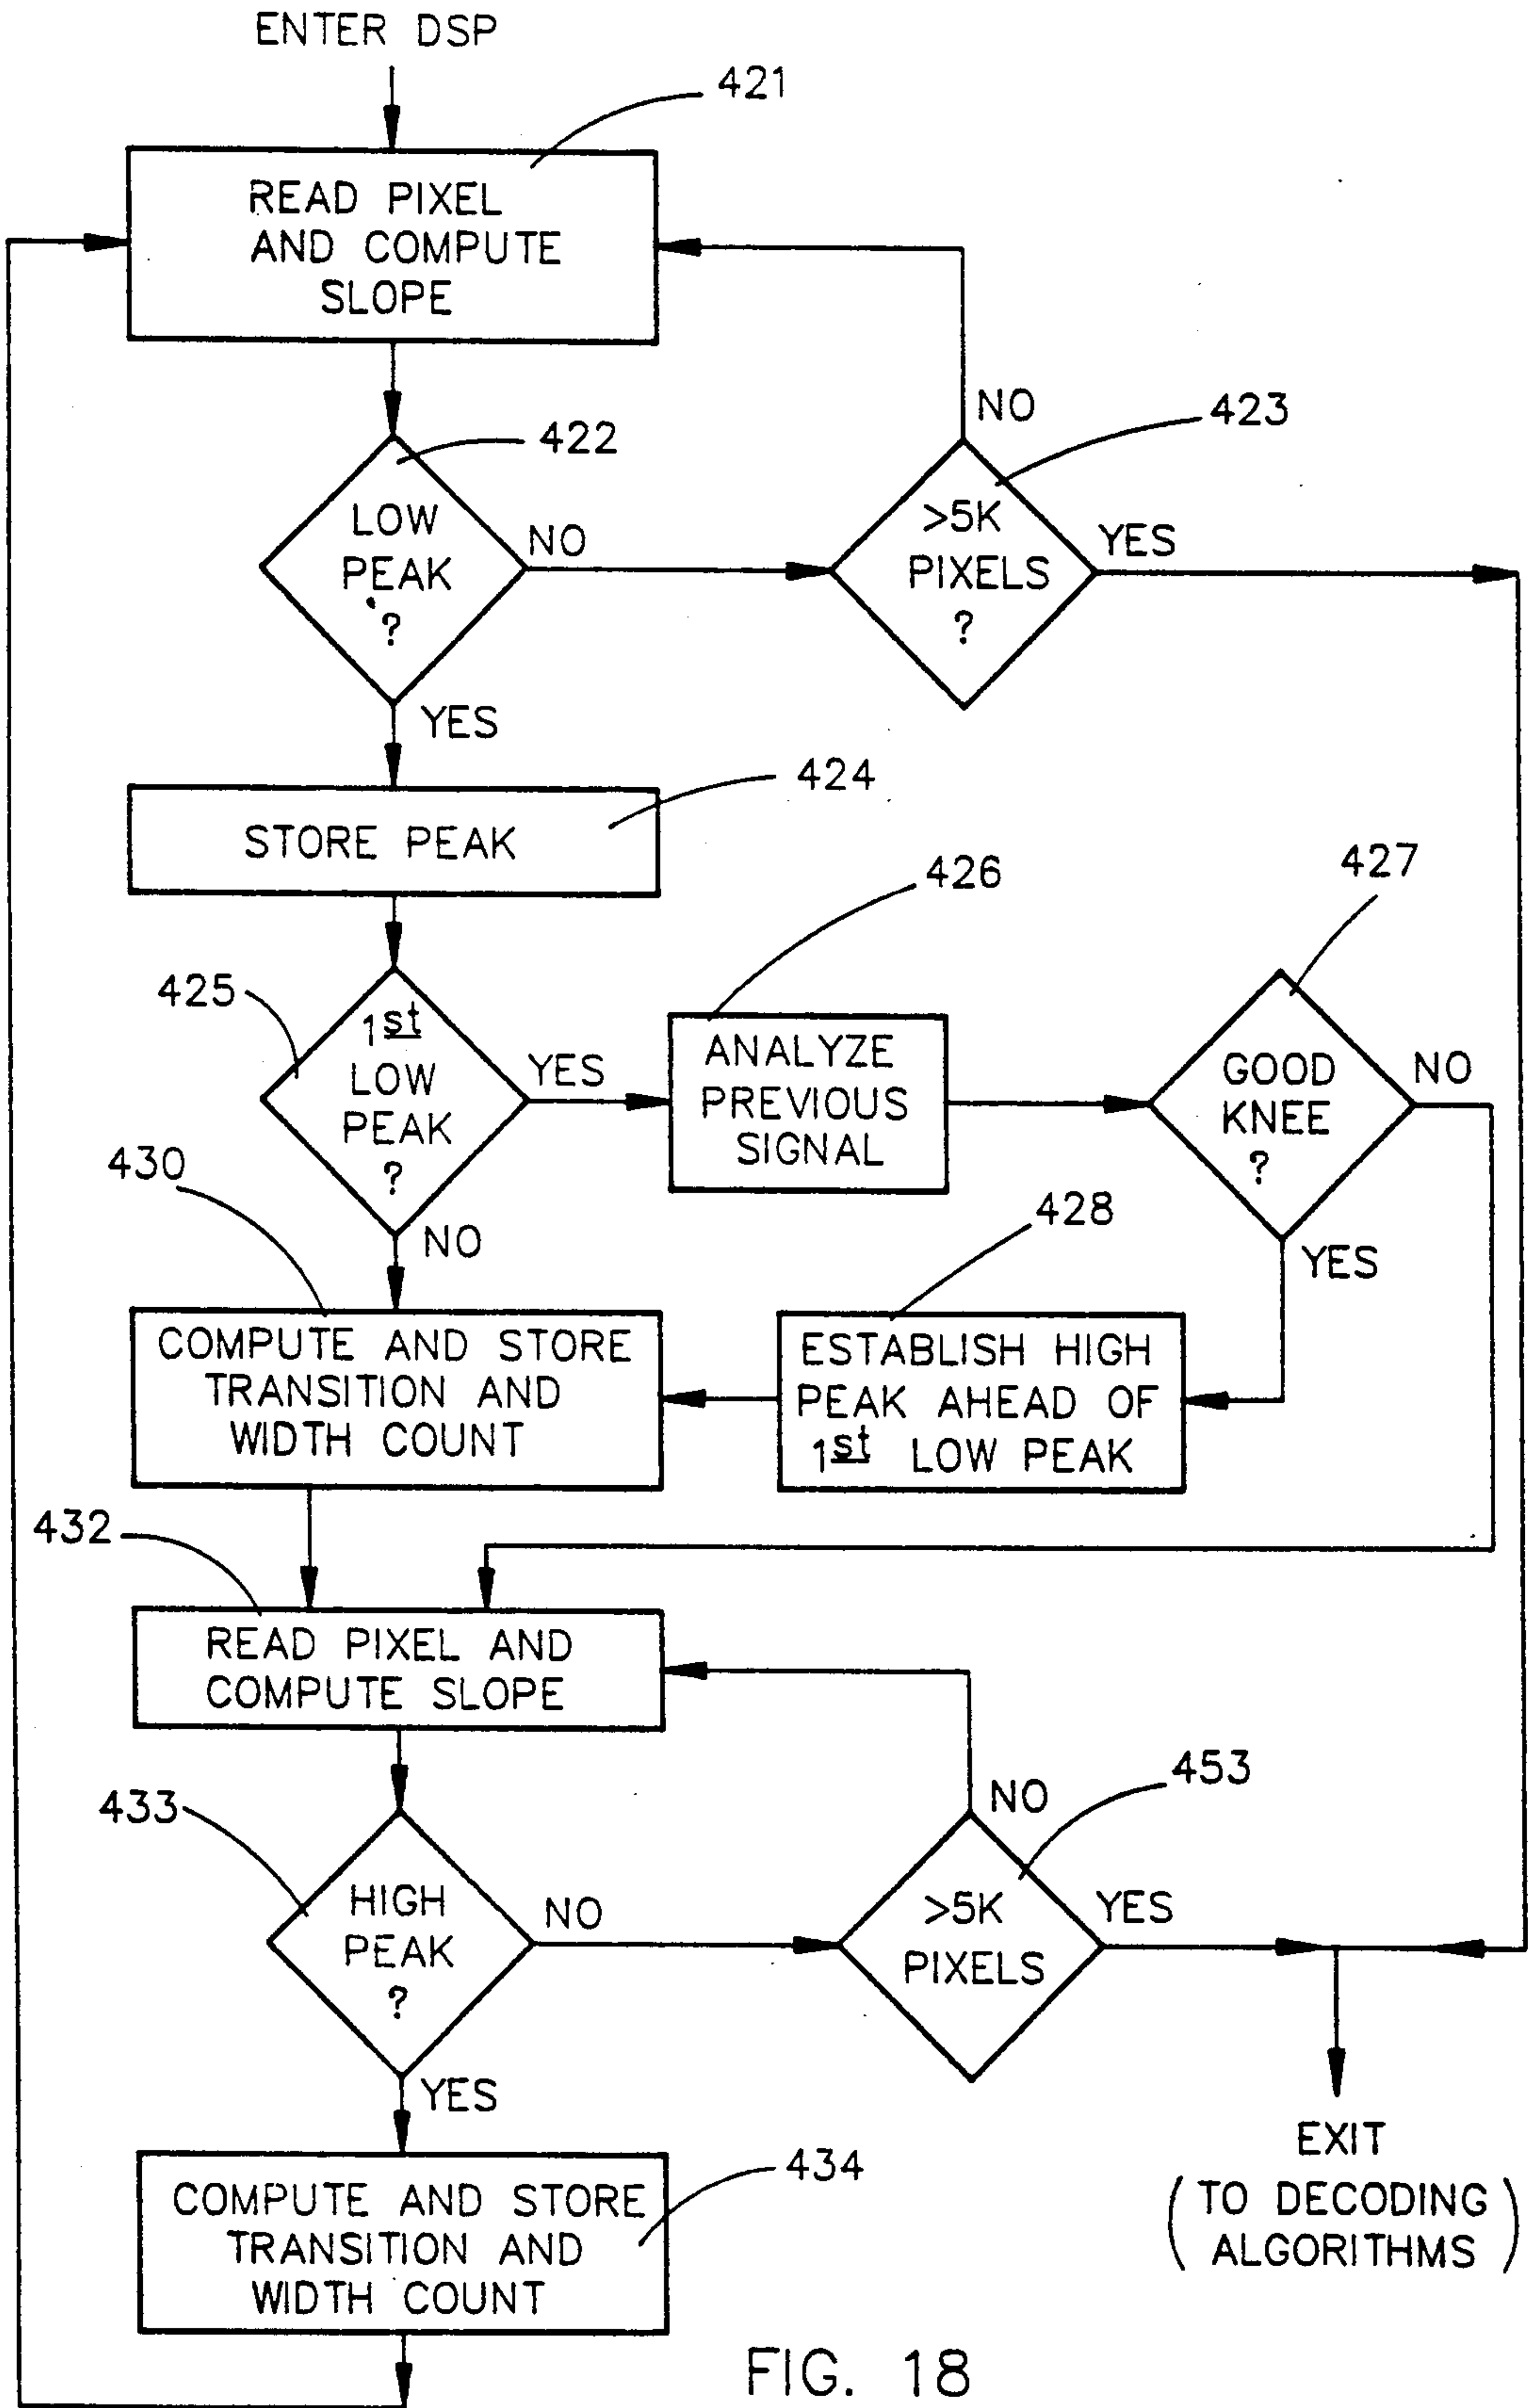 ENTER DSP
421
READ PIXEL
AND COMPUTE
SLOPE
422
LOW
PEAK
?
NO
YES
423
>5K
PIXELS
?
NO
YES
424
STORE PEAK
425
1st
LOW
PEAK
?
YES
NO
426
ANALYZE
PREVIOUS
SIGNAL
427
GOOD
KNEE
?
NO
YES
428
ESTABLISH HIGH
PEAK AHEAD OF
1st LOW PEAK
430
COMPUTE AND STORE
TRANSITION AND
WIDTH COUNT
432
READ PIXEL AND
COMPUTE SLOPE
433
HIGH
PEAK
?
NO
YES
453
>5K
PIXELS
NO
YES
434
COMPUTE AND STORE
TRANSITION AND
WIDTH COUNT
EXIT
(TO DECODING
ALGORITHMS)
FIG. 18